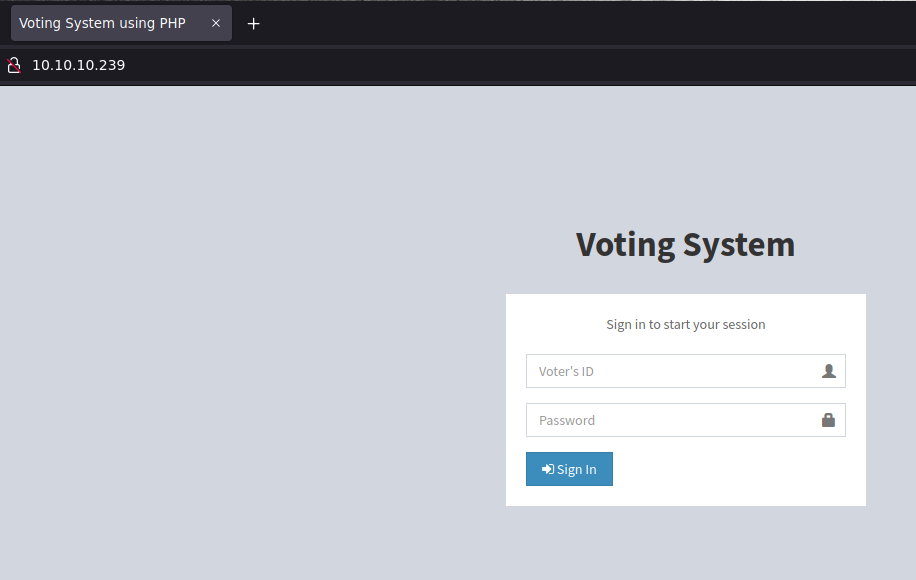 Voting System using PHP
10.10.10.239
Voting System
Sign in to start your session
Voter's ID
Password
Sign In